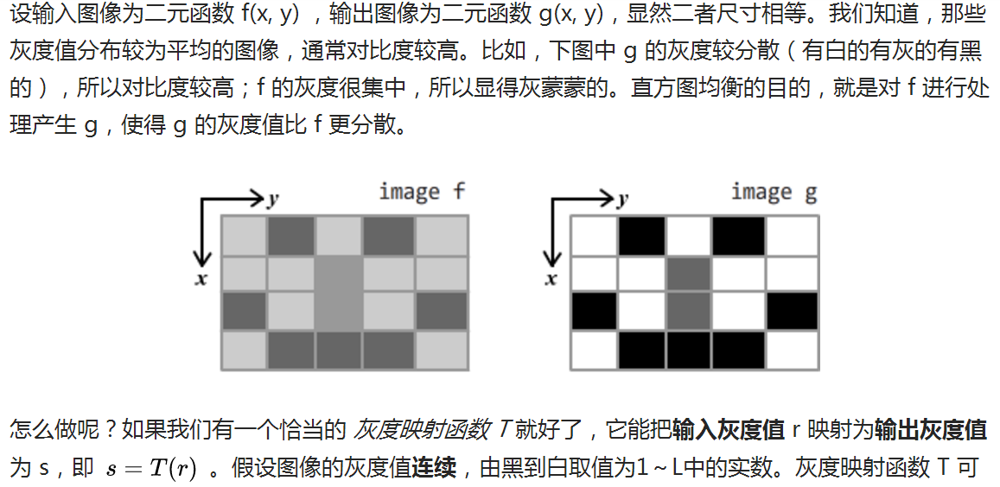 设输入图像为二元函数 f(x, y) ，输出图像为二元函数 g(x, y)，显然二者尺寸相等。我们知道，那些
灰度值分布较为平均的图像，通常对比度较高。比如，下图中 g 的灰度较分散（有白的有灰的有黑
的），所以对比度较高；f 的灰度很集中，所以显得灰蒙蒙的。直方图均衡的目的，就是对 f 进行处
理产生 g，使得 g 的灰度值比 f 更分散。
y
image f
x
y
image g
x
怎么做呢？如果我们有一个恰当的 灰度映射函数 T 就好了，它能把输入灰度值 r 映射为输出灰度值
为 s，即 s = T(r) 。假设图像的灰度值连续，由黑到白取值为1～L中的实数。灰度映射函数 T 可